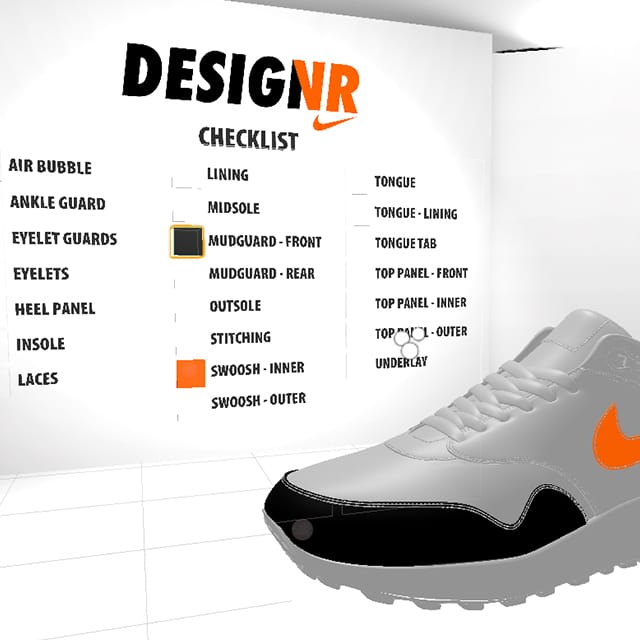 DESIGNR
CHECKLIST
AIR BUBBLE
ANKLE GUARD
EYELET GUARDS
EYELETS
HEEL PANEL
INSOLE
LACES
LINING
MIDSOLE
MUDGUARD - FRONT
MUDGUARD - REAR
OUTSOLE
STITCHING
SWOOSH - INNER
SWOOSH - OUTER
TONGUE
TONGUE - LINING
TONGUE TAB
TOP PANEL - FRONT
TOP PANEL - INNER
TOP PANEL - OUTER
UNDERLAY